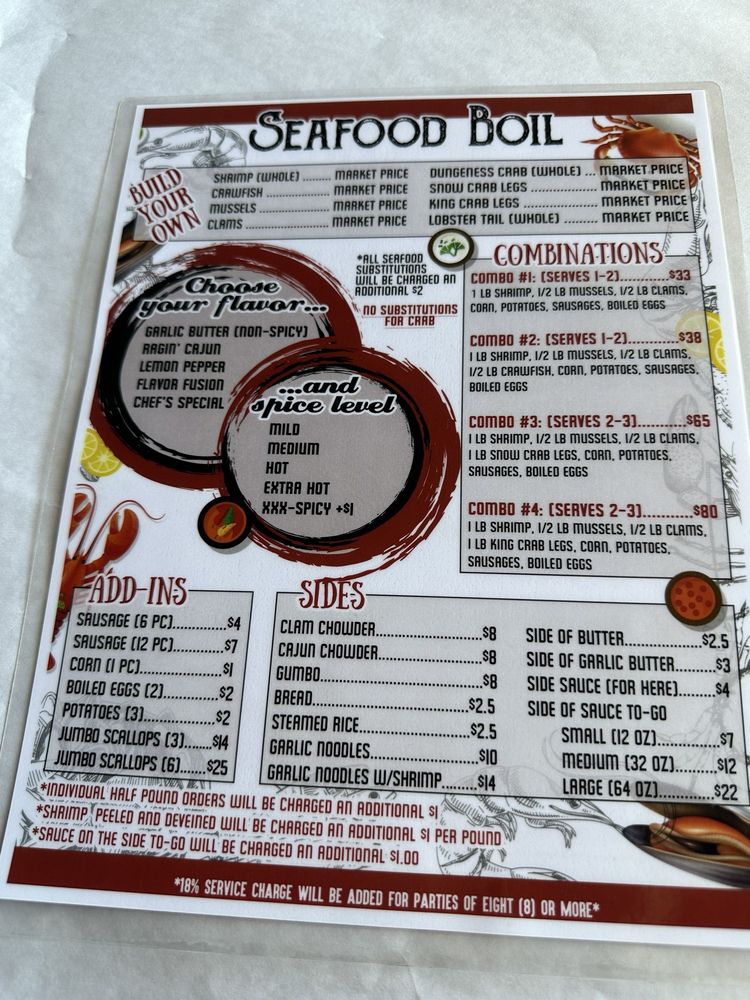 SEAFOOD BOIL
BUILD
YOUR
OWN
SHRIMP (WHOLE) ........ MARKET PRICE
CRAWFISH ................ MARKET PRICE
MUSSELS .................. MARKET PRICE
CLAMS ..................... MARKET PRICE
DUNGENESS CRAB (WHOLE) ... MARKET PRICE
SNOW CRAB LEGS ................ MARKET PRICE
KING CRAB LEGS .................. MARKET PRICE
LOBSTER TAIL (WHOLE) ......... MARKET PRICE
*ALL SEAFOOD
SUBSTITUTIONS
WILL BE CHARGED AN
ADDITIONAL $2
NO SUBSTITUTIONS
FOR CRAB
Choose
your flavor...
GARLIC BUTTER (NON-SPICY)
RAGIN' CAJUN
LEMON PEPPER
FLAVOR FUSION
CHEF'S SPECIAL
...and
spice level
MILD
MEDIUM
HOT
EXTRA HOT
XXX-SPICY +$1
COMBINATIONS
COMBO #1: (SERVES 1-2)............$33
1 LB SHRIMP, 1/2 LB MUSSELS, 1/2 LB CLAMS,
CORN, POTATOES, SAUSAGES, BOILED EGGS
COMBO #2: (SERVES 1-2)............$38
1 LB SHRIMP, 1/2 LB MUSSELS, 1/2 LB CLAMS,
1/2 LB CRAWFISH, CORN, POTATOES, SAUSAGES,
BOILED EGGS
COMBO #3: (SERVES 2-3)............$65
1 LB SHRIMP, 1/2 LB MUSSELS, 1/2 LB CLAMS,
1 LB SNOW CRAB LEGS, CORN, POTATOES,
SAUSAGES, BOILED EGGS
COMBO #4: (SERVES 2-3)............$80
1 LB SHRIMP, 1/2 LB MUSSELS, 1/2 LB CLAMS,
1 LB KING CRAB LEGS, CORN, POTATOES,
SAUSAGES, BOILED EGGS
ADD-INS
SAUSAGE (6 PC)............$4
SAUSAGE (12 PC)...........$7
CORN (1 PC)..................$1
BOILED EGGS (2)............$2
POTATOES (3)................$2
JUMBO SCALLOPS (3).......$14
JUMBO SCALLOPS (6).....$25
SIDES
CLAM CHOWDER......................$8
CAJUN CHOWDER....................$8
GUMBO..................................$8
BREAD.................................$2.5
STEAMED RICE.......................$2.5
GARLIC NOODLES.....................$10
GARLIC NOODLES W/SHRIMP........$14
SIDE OF BUTTER................$2.5
SIDE OF GARLIC BUTTER......$3
SIDE SAUCE (FOR HERE).......$4
SIDE OF SAUCE TO-GO
SMALL (12 OZ).............$7
MEDIUM (32 OZ)..........$12
LARGE (64 OZ)............$22
*INDIVIDUAL HALF POUND ORDERS WILL BE CHARGED AN ADDITIONAL $1
*SHRIMP PEELED AND DEVEINED WILL BE CHARGED AN ADDITIONAL $1 PER POUND
*SAUCE ON THE SIDE TO-GO WILL BE CHARGED AN ADDITIONAL $1.00
*18% SERVICE CHARGE WILL BE ADDED FOR PARTIES OF EIGHT (8) OR MORE*